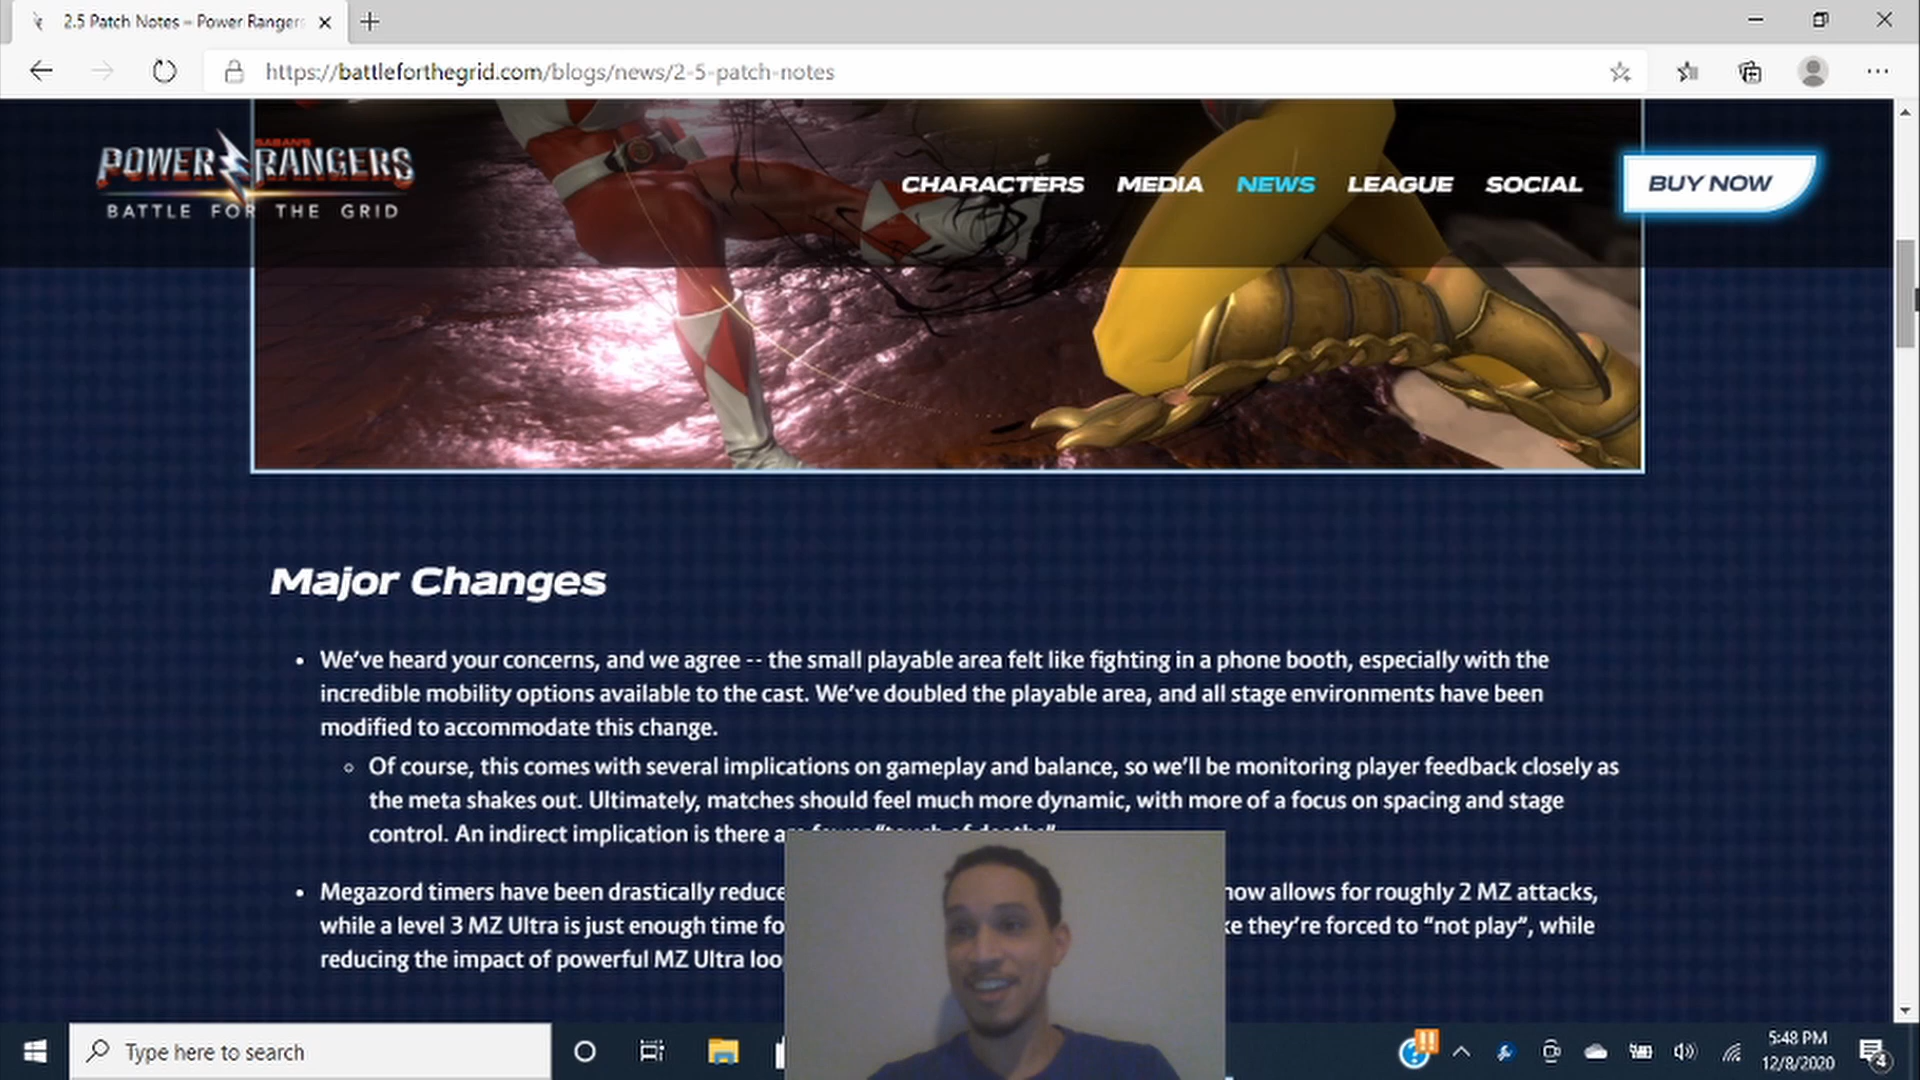 2.5 Patch Notes – Power Rangers
https://battleforthegrid.com/blogs/news/2-5-patch-notes
SABAN'S
POWER RANGERS
BATTLE FOR THE GRID
CHARACTERS MEDIA NEWS LEAGUE SOCIAL BUY NOW
Major Changes
• We've heard your concerns, and we agree -- the small playable area felt like fighting in a phone booth, especially with the
incredible mobility options available to the cast. We've doubled the playable area, and all stage environments have been
modified to accommodate this change.
◦ Of course, this comes with several implications on gameplay and balance, so we'll be monitoring player feedback closely as
the meta shakes out. Ultimately, matches should feel much more dynamic, with more of a focus on spacing and stage
control. An indirect implication is there are fewer "touch of deaths"
• Megazord timers have been drastically reduce now allows for roughly 2 MZ attacks,
while a level 3 MZ Ultra is just enough time fo they're forced to "not play", while
reducing the impact of powerful MZ Ultra loo
Type here to search
5:48 PM
12/8/2020
4